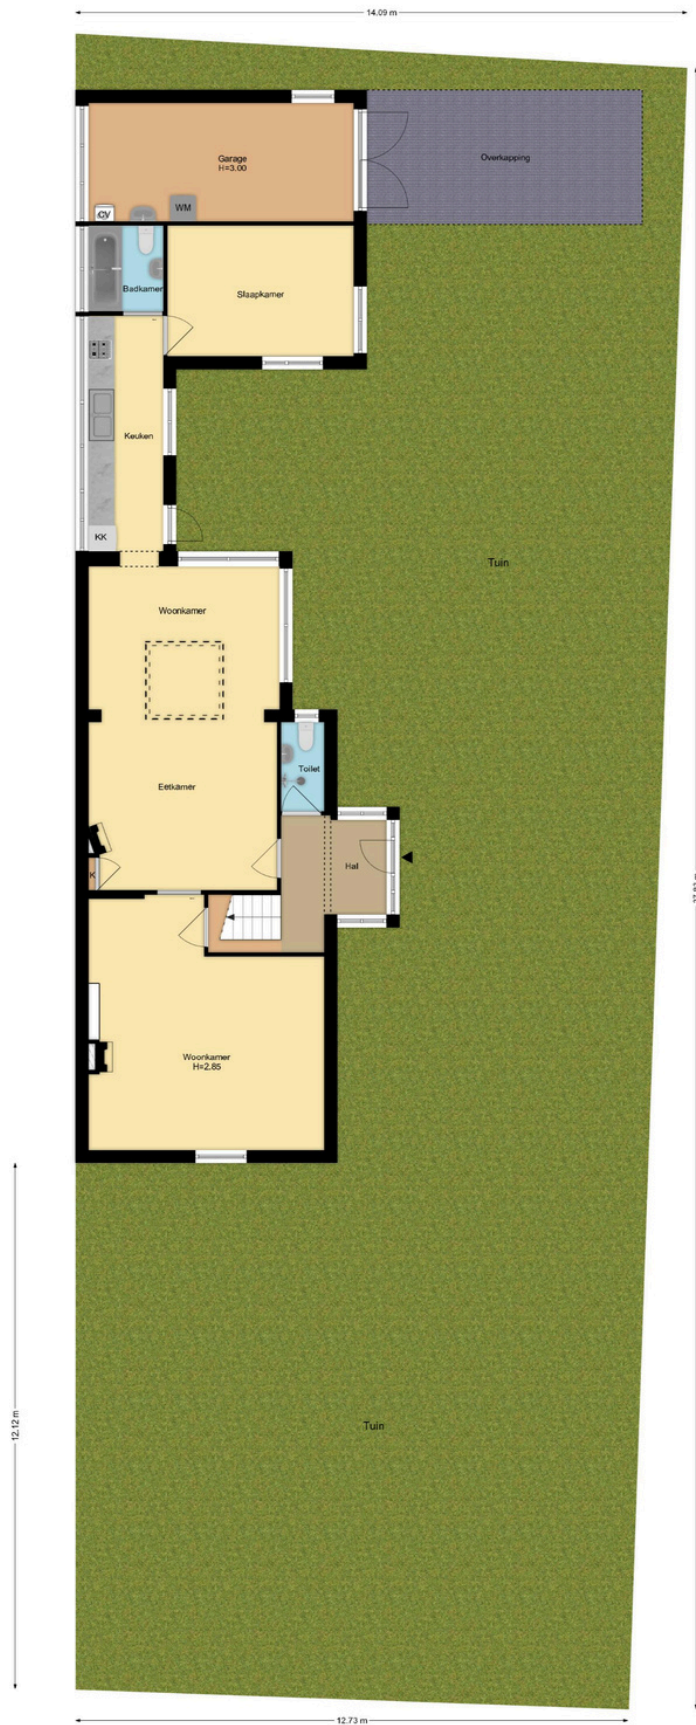 14.09 m
Garage
H=3.00
Overkapping
CV
WM
Badkamer
Slaapkamer
Keuken
KK
Tuin
Woonkamer
Eetkamer
Toilet
Hal
K
Woonkamer
H=2.85
12.12 m
Tuin
12.73 m